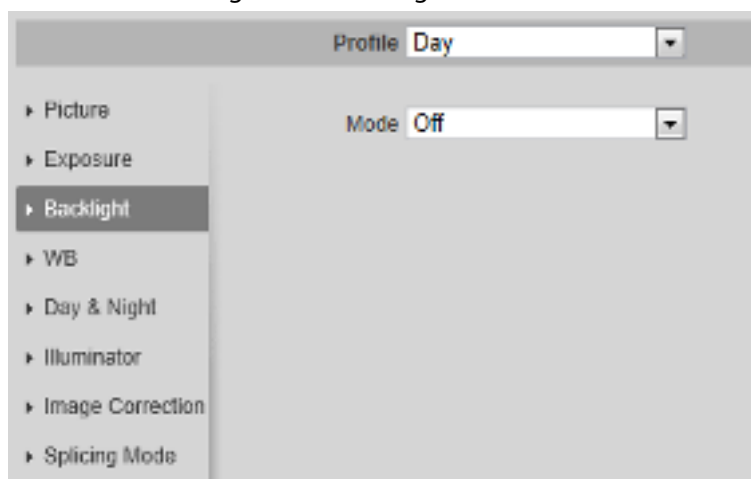 Profile Day
Picture
Mode Off
Exposure
Backlight
WB
Day & Night
Illuminator
Image Correction
Splicing Mode